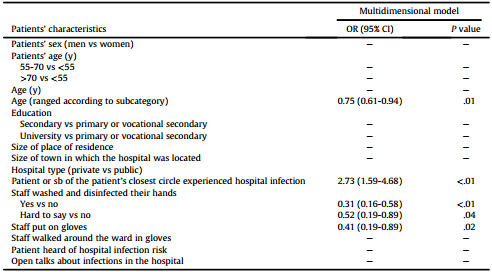 Multidimensional model
Patients' characteristics OR (95% CI) P value
Patients' sex (men vs women) – –
Patients' age (y)
55-70 vs <55 – –
>70 vs <55 – –
Age (y) – –
Age (ranged according to subcategory) 0.75 (0.61-0.94) .01
Education
Secondary vs primary or vocational secondary – –
University vs primary or vocational secondary – –
Size of place of residence – –
Size of town in which the hospital was located – –
Hospital type (private vs public) – –
Patient or sb of the patient's closest circle experienced hospital infection 2.73 (1.59-4.68) <.01
Staff washed and disinfected their hands
Yes vs no 0.31 (0.16-0.58) <.01
Hard to say vs no 0.52 (0.19-0.89) .04
Staff put on gloves 0.41 (0.19-0.89) .02
Staff walked around the ward in gloves – –
Patient heard of hospital infection risk – –
Open talks about infections in the hospital – –